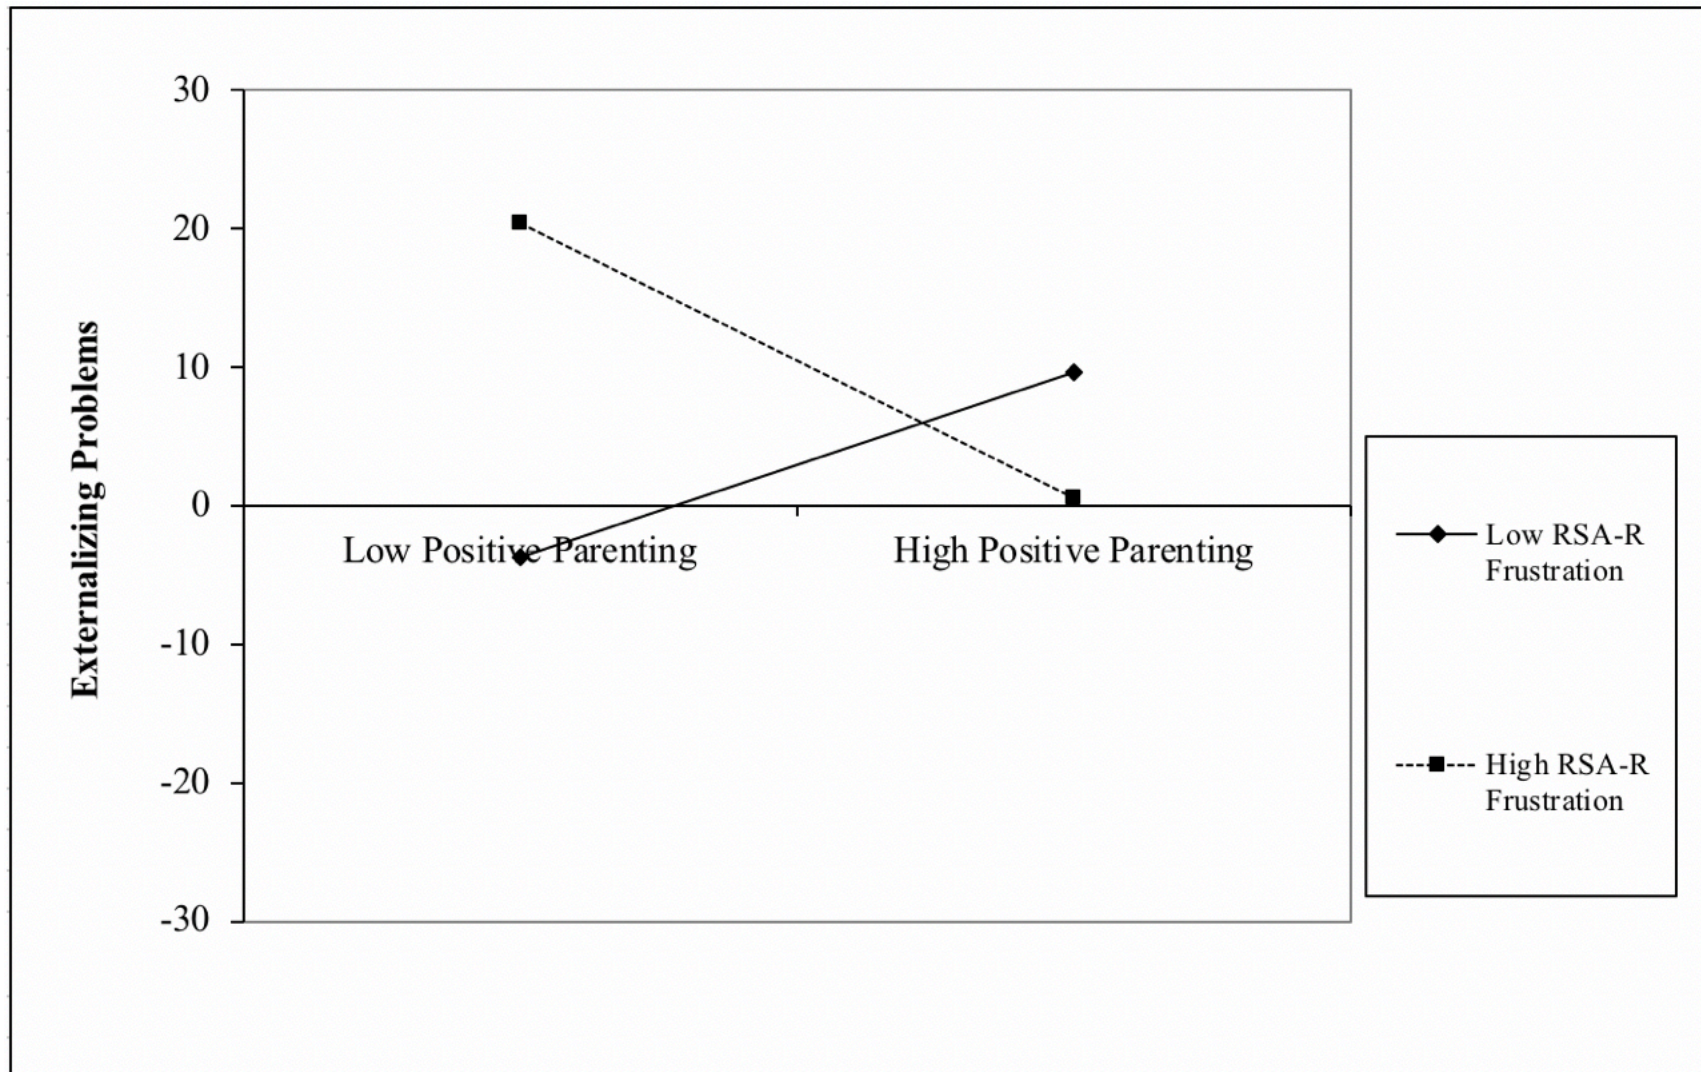 30
20
10
0
-10
-20
-30
Externalizing Problems
Low Positive Parenting
High Positive Parenting
Low RSA-R
Frustration
High RSA-R
Frustration